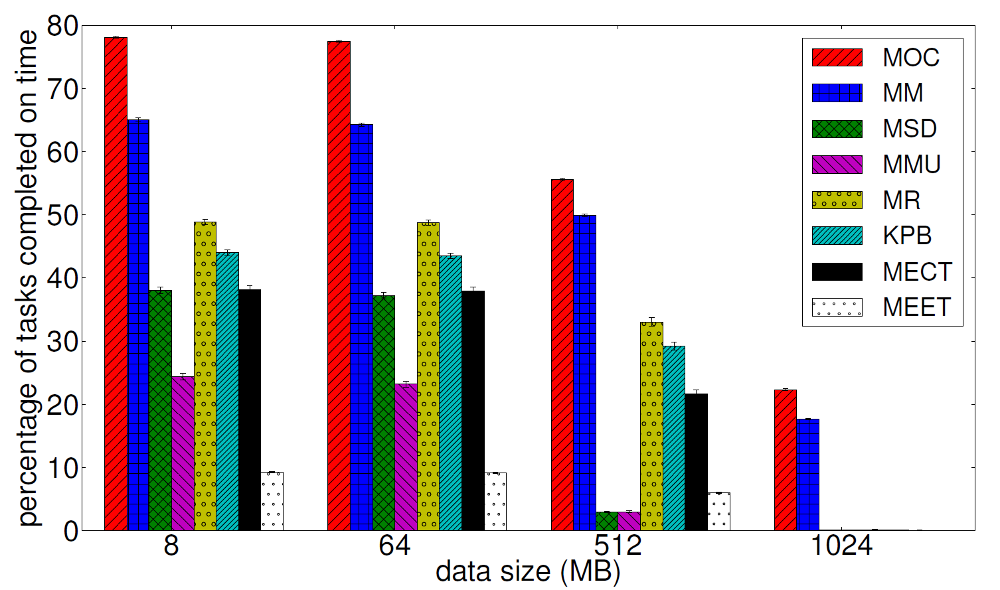 percentage of tasks completed on time
80
70
60
50
40
30
20
10
0
8 64 512 1024
data size (MB)
MOC
MM
MSD
MMU
MR
KPB
MECT
MEET